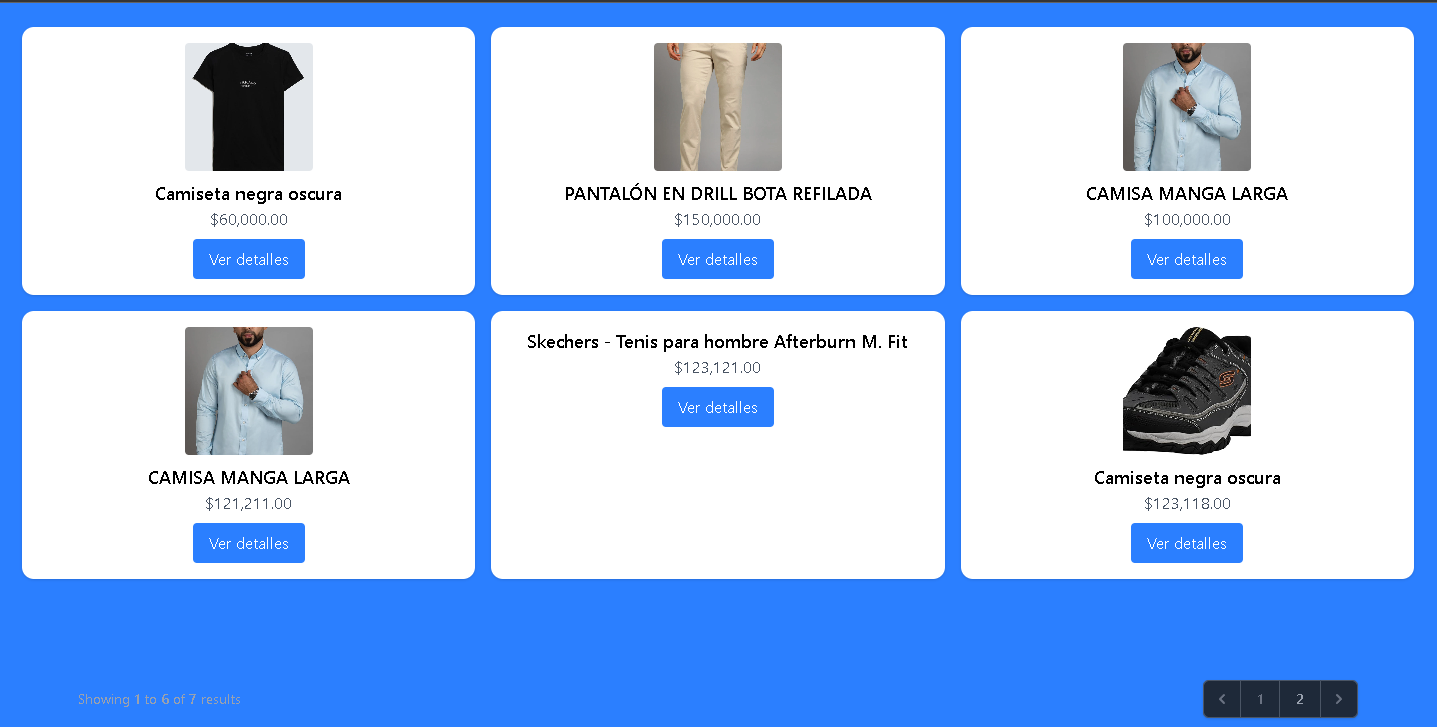 Camiseta negra oscura
$60,000.00
Ver detalles
PANTALÓN EN DRILL BOTA REFILADA
$150,000.00
Ver detalles
CAMISA MANGA LARGA
$100,000.00
Ver detalles
CAMISA MANGA LARGA
$121,211.00
Ver detalles
Skechers - Tenis para hombre Afterburn M. Fit
$123,121.00
Ver detalles
Camiseta negra oscura
$123,118.00
Ver detalles
Showing 1 to 6 of 7 results
1 2